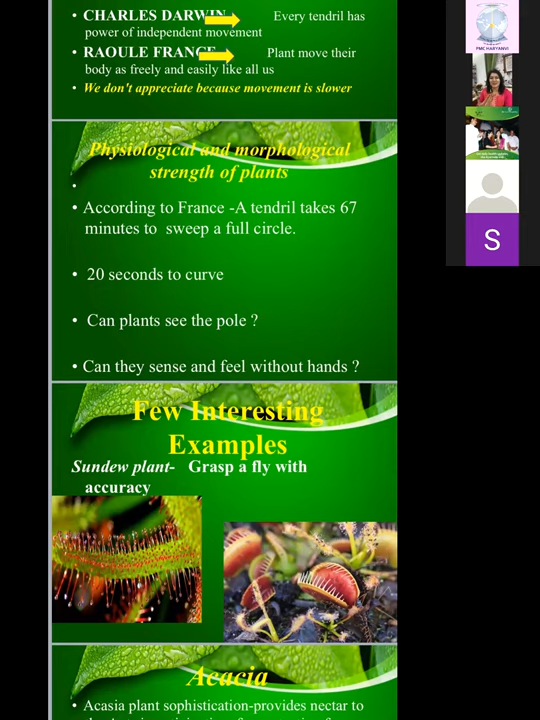 • CHARLES DARWIN Every tendril has
power of independent movement
• RAOULE FRANCE Plant move their
body as freely and easily like all us
• We don't appreciate because movement is slower
Physiological and morphological
strength of plants
•
• According to France -A tendril takes 67
minutes to sweep a full circle.
• 20 seconds to curve
• Can plants see the pole ?
• Can they sense and feel without hands ?
Few Interesting
Examples
Sundew plant- Grasp a fly with
accuracy
Acacia
• Acasia plant sophistication-provides nectar to
PMC HARYANVI
S